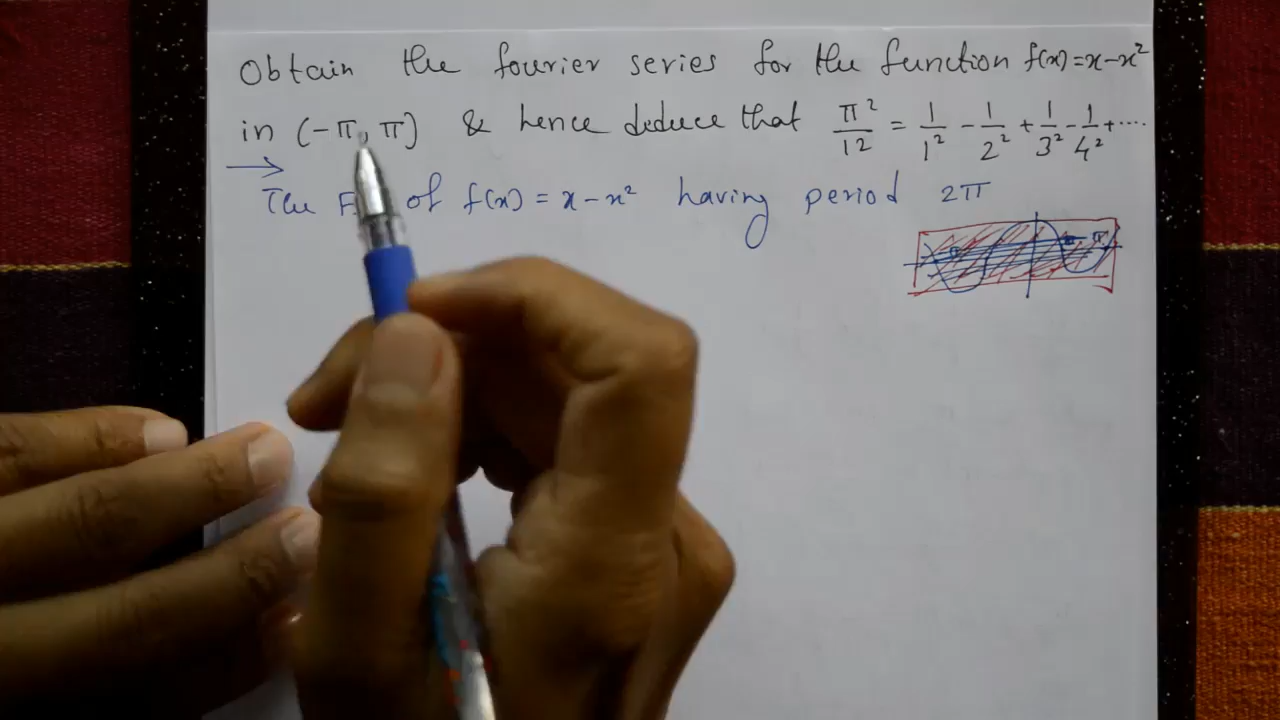 Obtain the fourier series for the function f(x)=x-x²
in (-π, π) & hence deduce that π²/12 = 1/1² - 1/2² + 1/3² - 1/4² + ....
→
The of f(x) = x-x² having period 2π
π π